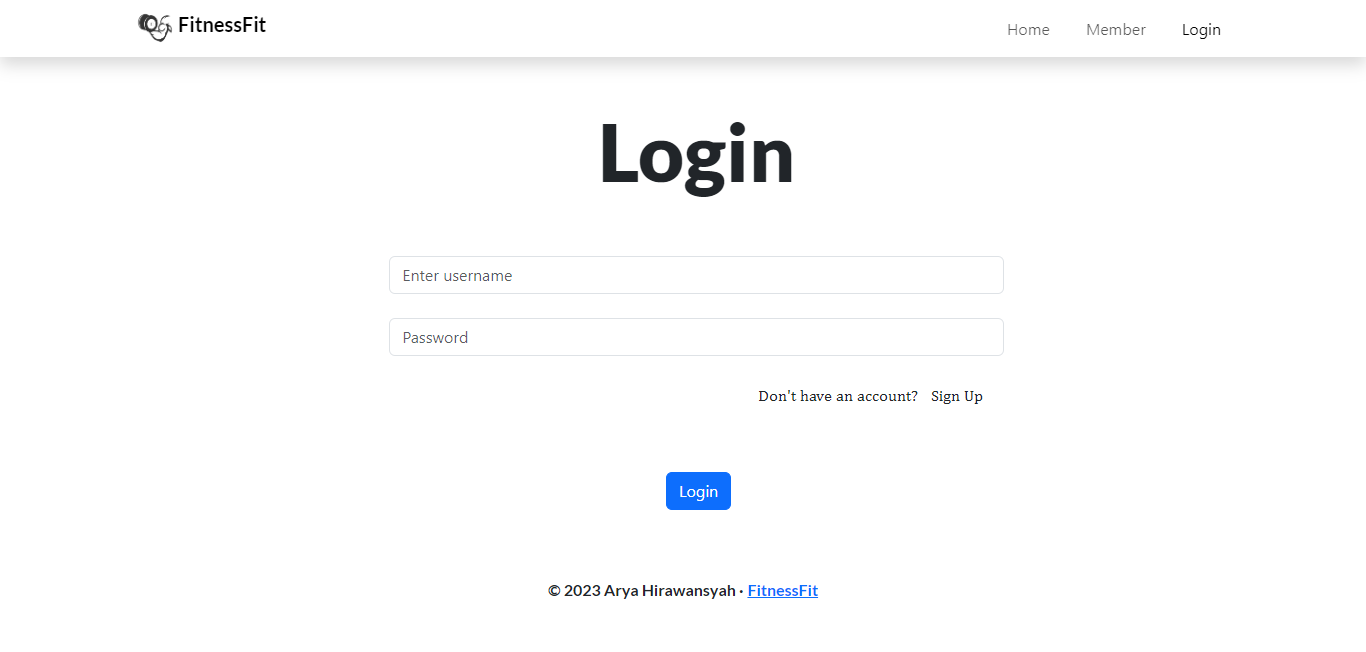 FitnessFit Home Member Login
Login
Enter username
Password
Don't have an account? Sign Up
Login
© 2023 Arya Hirawansyah · FitnessFit